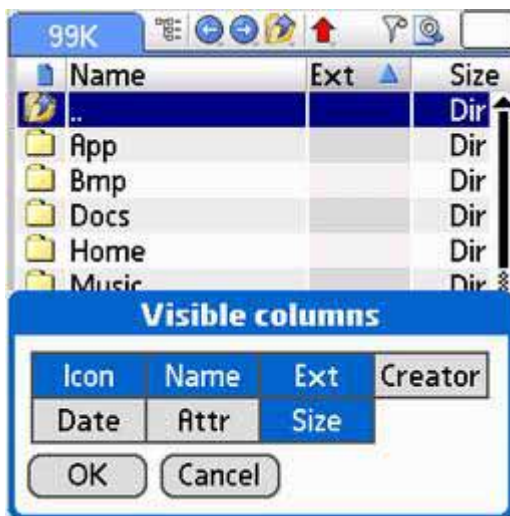 99K
Name Ext Size
.. Dir
App Dir
Bmp Dir
Docs Dir
Home Dir
Music Dir
Visible columns
Icon Name Ext Creator
Date Attr Size
OK Cancel